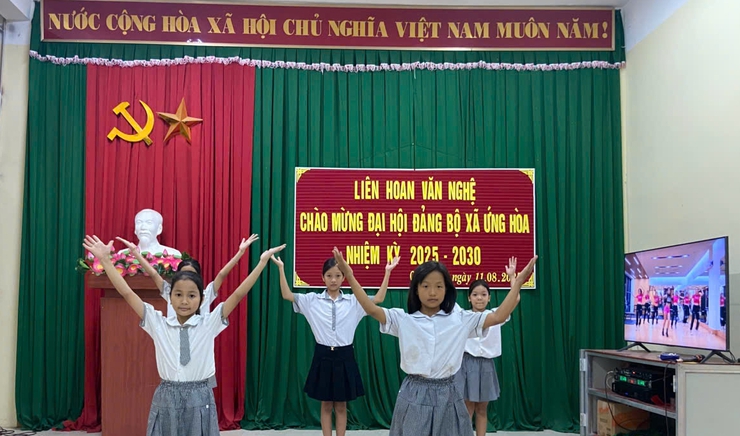 NƯỚC CỘNG HÒA XÃ HỘI CHỦ NGHĨA VIỆT NAM MUÔN NĂM!
LIÊN HOAN VĂN NGHỆ
CHÀO MỪNG ĐẠI HỘI ĐẢNG BỘ XÃ ỨNG HÒA
NHIỆM KỲ 2025 - 2030
ngày 11.08.